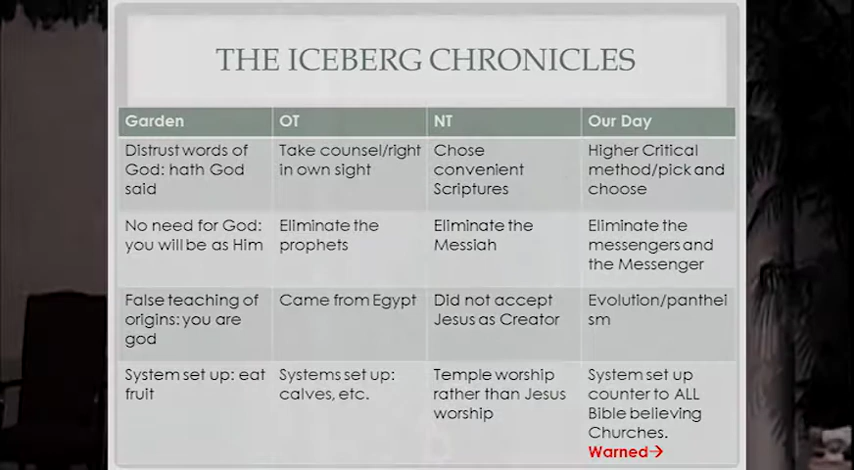 THE ICEBERG CHRONICLES
Garden OT NT Our Day
Distrust words of
God: hath God
said
Take counsel/right
in own sight
Chose
convenient
Scriptures
Higher Critical
method/pick and
choose
No need for God:
you will be as Him
Eliminate the
prophets
Eliminate the
Messiah
Eliminate the
messengers and
the Messenger
False teaching of
origins: you are
god
Came from Egypt
Did not accept
Jesus as Creator
Evolution/panthei
sm
System set up: eat
fruit
Systems set up:
calves, etc.
Temple worship
rather than Jesus
worship
System set up
counter to ALL
Bible believing
Churches.
Warned→